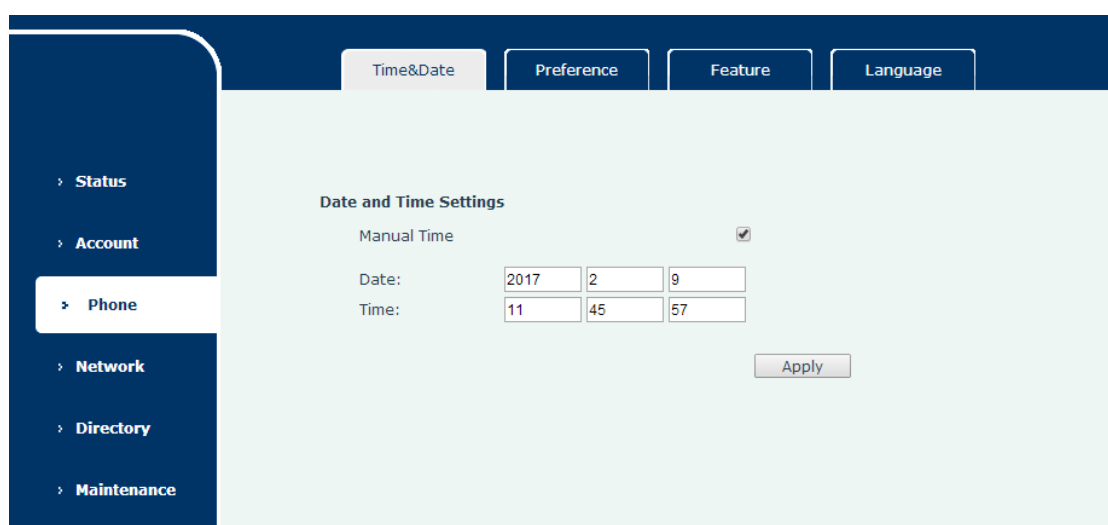 Time&Date Preference Feature Language
Status
Date and Time Settings
Manual Time
Account
Date: 2017 2 9
Phone
Time: 11 45 57
Network
Apply
Directory
Maintenance